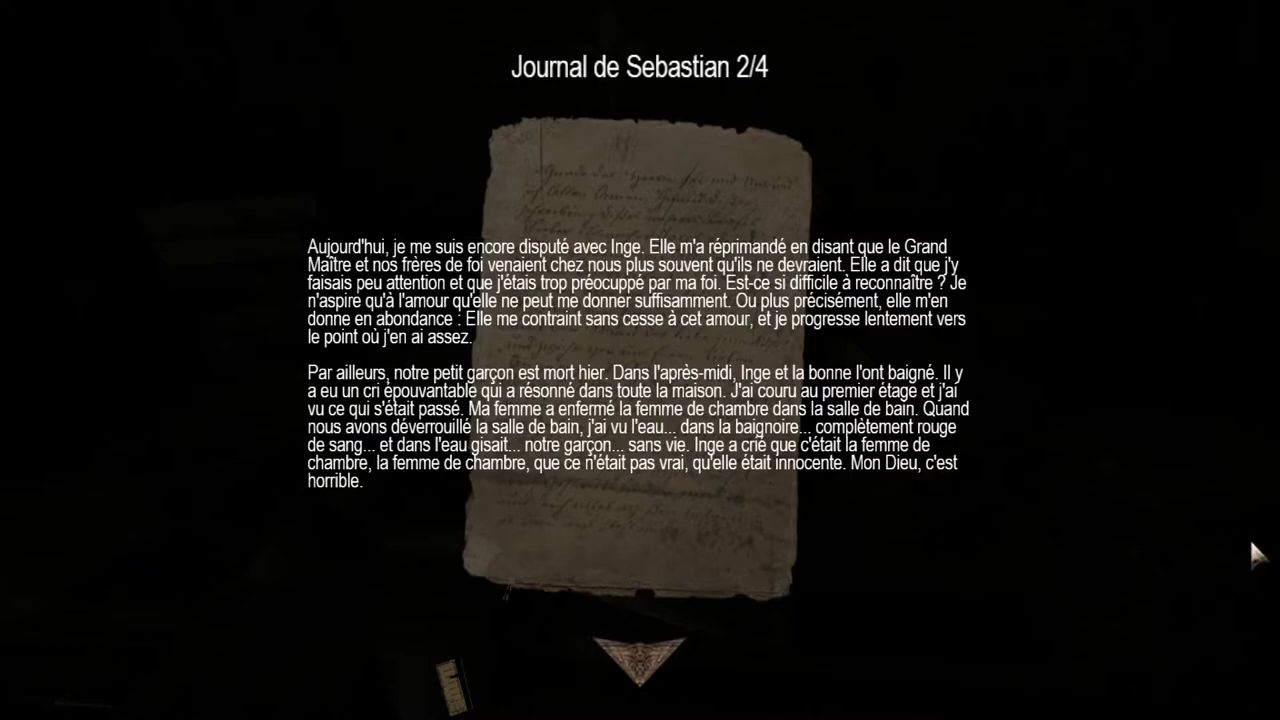 Journal de Sebastian 2/4
Aujourd'hui, je me suis encore disputé avec Inge. Elle m'a réprimandé en disant que le Grand
Maître et nos frères de foi venaient chez nous plus souvent qu'ils ne devraient. Elle a dit que j'y
faisais peu attention et que j'étais trop préoccupé par ma foi. Est-ce si difficile à reconnaître ? Je
n'aspire qu'à l'amour qu'elle ne peut me donner suffisamment. Ou plus précisément, elle m'en
donne en abondance : Elle me contraint sans cesse à cet amour, et je progresse lentement vers
le point où j'en ai assez.
Par ailleurs, notre petit garçon est mort hier. Dans l'après-midi, Inge et la bonne l'ont baigné. Il y
a eu un cri épouvantable qui a résonné dans toute la maison. J'ai couru au premier étage et j'ai
vu ce qui s'était passé. Ma femme a enfermé la femme de chambre dans la salle de bain. Quand
nous avons déverrouillé la salle de bain, j'ai vu l'eau... dans la baignoire... complètement rouge
de sang... et dans l'eau gisait... notre garçon... sans vie. Inge a crié que c'était la femme de
chambre, la femme de chambre, que ce n'était pas vrai, qu'elle était innocente. Mon Dieu, c'est
horrible.